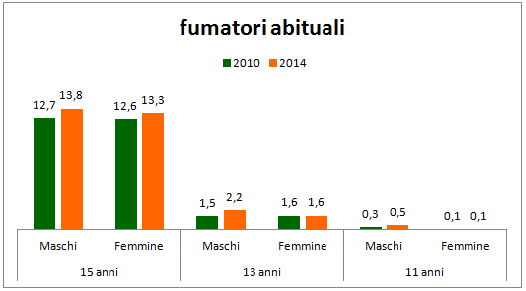 fumatori abituali
2010 2014
12,7 13,8 12,6 13,3 1,5 2,2 1,6 1,6 0,3 0,5 0,1 0,1
Maschi Femmine Maschi Femmine Maschi Femmine
15 anni 13 anni 11 anni